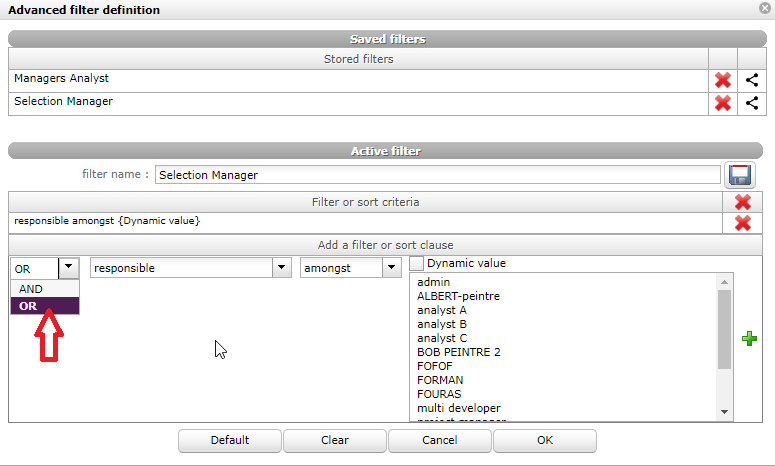 Advanced filter definition
Saved filters
Stored filters
Managers Analyst
Selection Manager
Active filter
filter name : Selection Manager
Filter or sort criteria
responsible amongst {Dynamic value}
Add a filter or sort clause
OR responsible amongst Dynamic value
AND
OR
admin
ALBERT-peintre
analyst A
analyst B
analyst C
BOB PEINTRE 2
FOFOF
FORMAN
FOURAS
multi developer
project manager
Default Clear Cancel OK